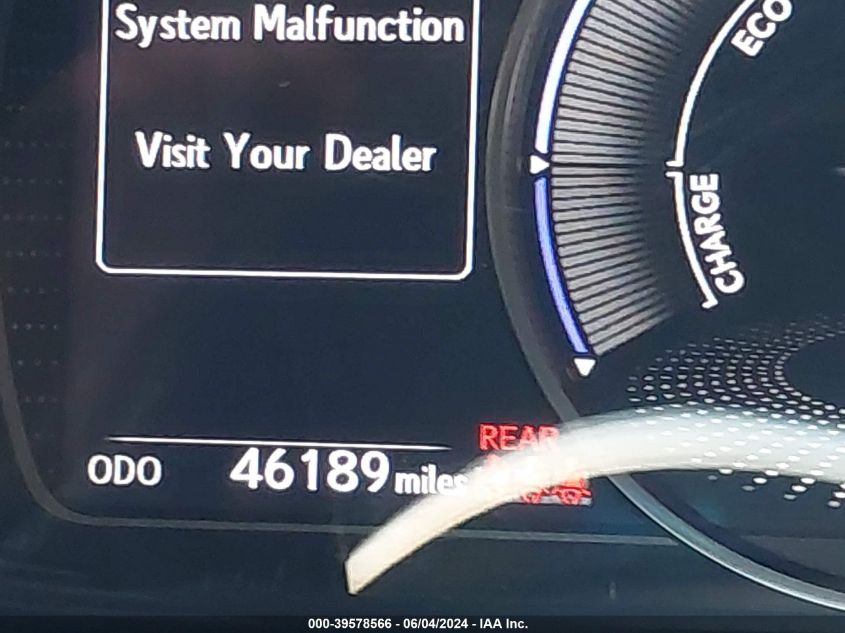 System Malfunction
Visit Your Dealer
ECO
CHARGE
REAR
ODO 46189 miles
000-39578566 - 06/04/2024 - IAA Inc.